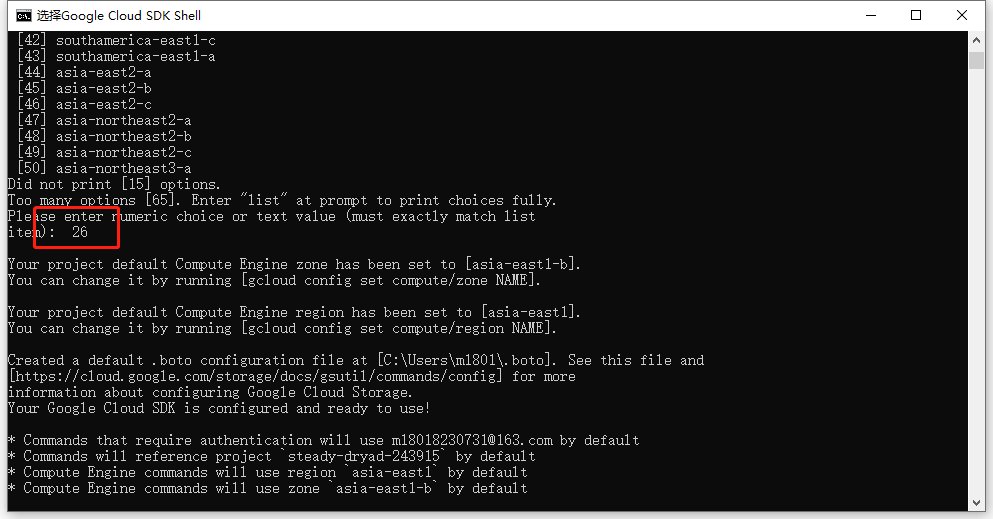 选择Google Cloud SDK Shell
[42] southamerica-east1-c
[43] southamerica-east1-a
[44] asia-east2-a
[45] asia-east2-b
[46] asia-east2-c
[47] asia-northeast2-a
[48] asia-northeast2-b
[49] asia-northeast2-c
[50] asia-northeast3-a
Did not print [15] options.
Too many options [65]. Enter "list" at prompt to print choices fully.
Please enter numeric choice or text value (must exactly match list
item):  26
Your project default Compute Engine zone has been set to [asia-east1-b].
You can change it by running [gcloud config set compute/zone NAME].
Your project default Compute Engine region has been set to [asia-east1].
You can change it by running [gcloud config set compute/region NAME].
Created a default .boto configuration file at [C:\Users\m1801\.boto]. See this file and
[https://cloud.google.com/storage/docs/gsutil/commands/config] for more
information about configuring Google Cloud Storage.
Your Google Cloud SDK is configured and ready to use!
* Commands that require authentication will use m18018230731@163.com by default
* Commands will reference project `steady-dryad-243915` by default
* Compute Engine commands will use region `asia-east1` by default
* Compute Engine commands will use zone `asia-east1-b` by default